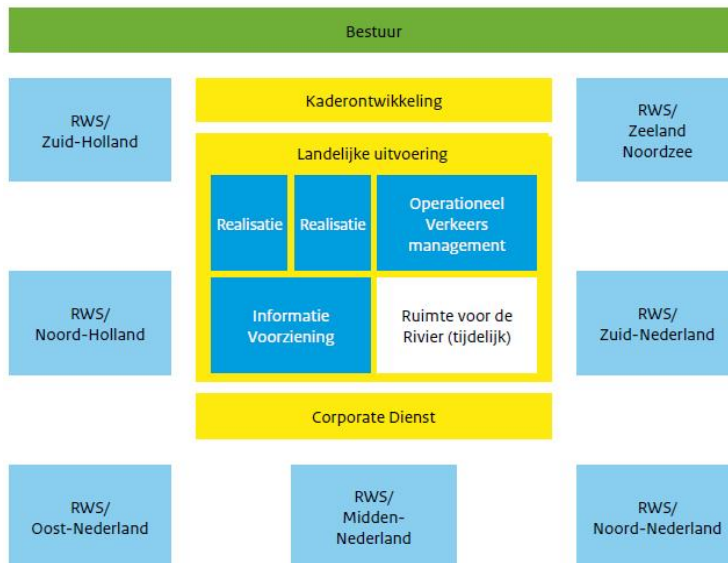 Bestuur
RWS/
Zuid-Holland
Kaderontwikkeling
RWS/
Zeeland
Noordzee
Landelijke uitvoering
Realisatie
Realisatie
Operationeel
Verkeers
management
RWS/
Noord-Holland
Informatie
Voorziening
Ruimte voor de
Rivier (tijdelijk)
RWS/
Zuid-Nederland
Corporate Dienst
RWS/
Oost-Nederland
RWS/
Midden-
Nederland
RWS/
Noord-Nederland